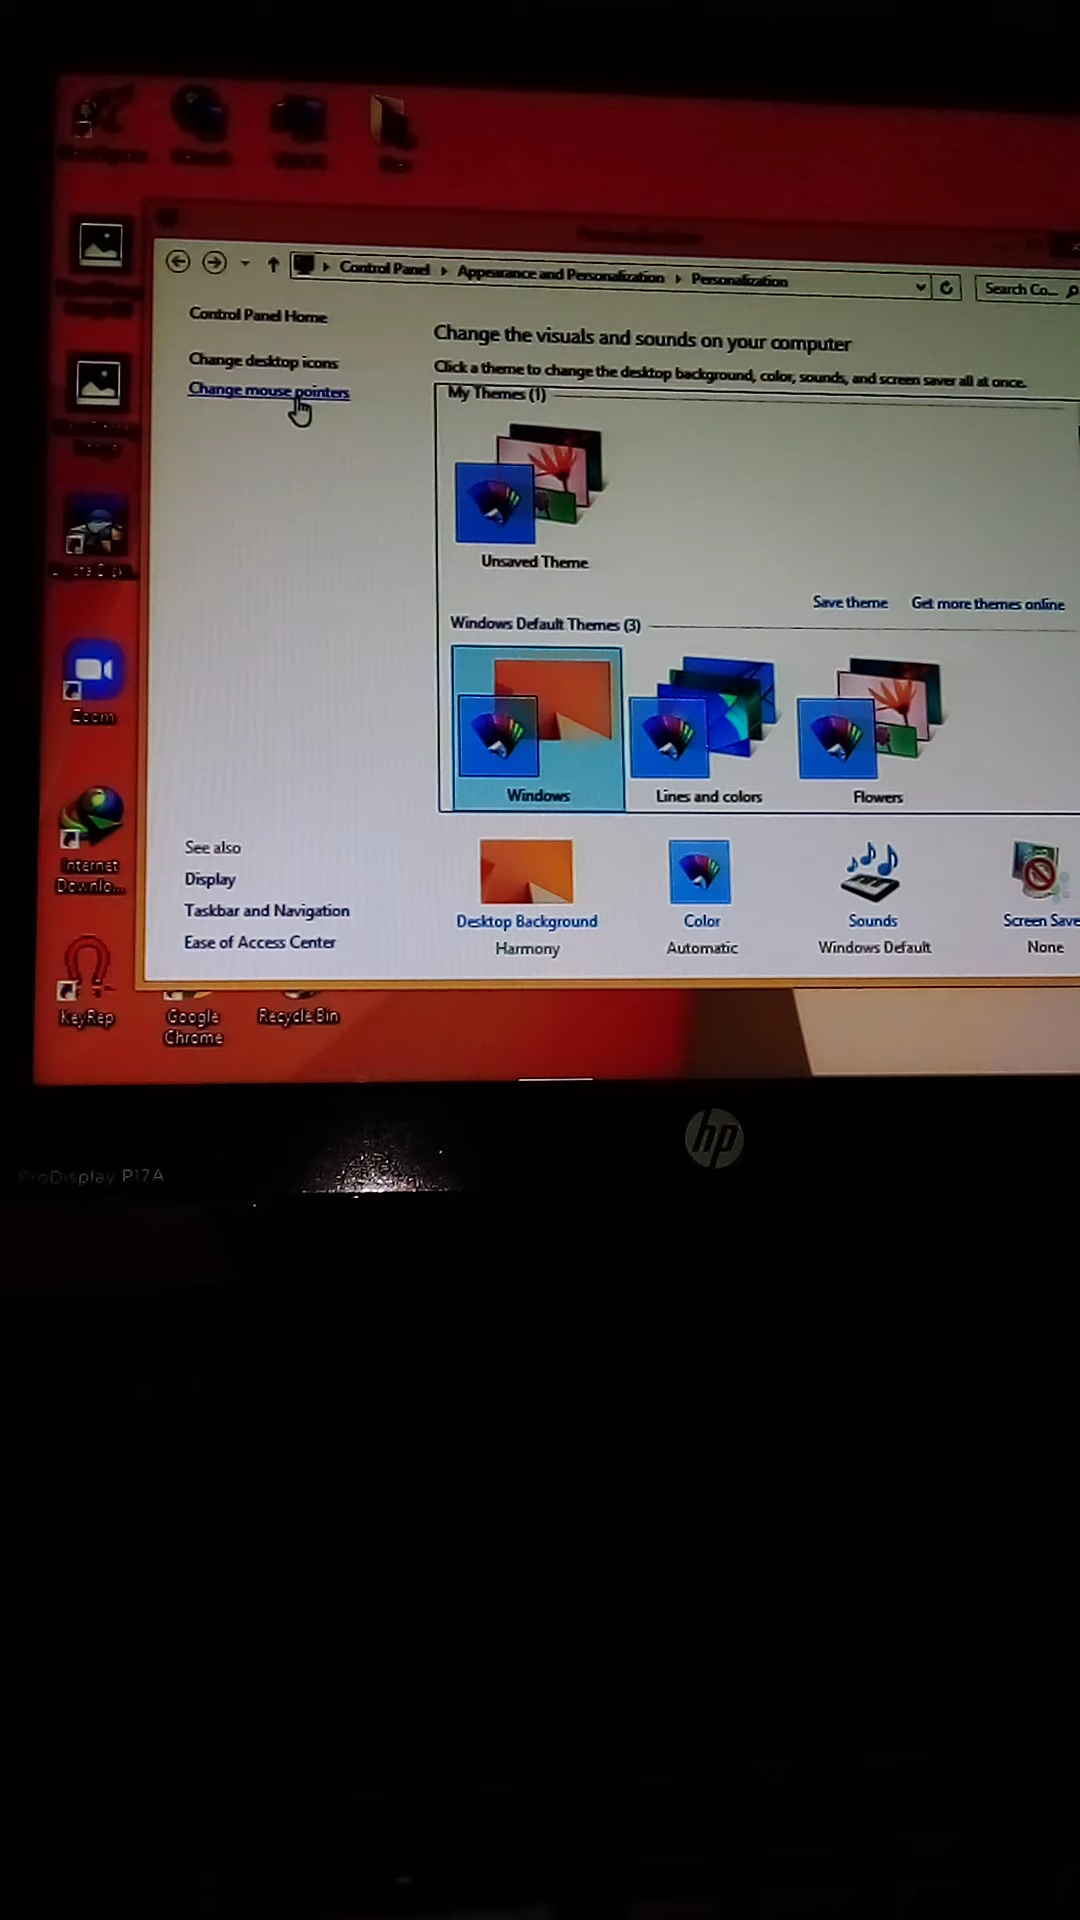 Control Panel ▸ Appearance and Personalization ▸ Personalization
Search Co...
Control Panel Home
Change desktop icons
Change mouse pointers
Change the visuals and sounds on your computer
Click a theme to change the desktop background, color, sounds, and screen saver all at once.
My Themes (1)
Unsaved Theme
Save theme Get more themes online
Windows Default Themes (3)
Windows Lines and colors Flowers
See also
Display
Taskbar and Navigation
Ease of Access Center
Desktop Background Color Sounds Screen Save
Harmony Automatic Windows Default None
Zoom
Internet
Downlo...
KeyRep
Google
Chrome
Recycle Bin
hp
ProDisplay P17A